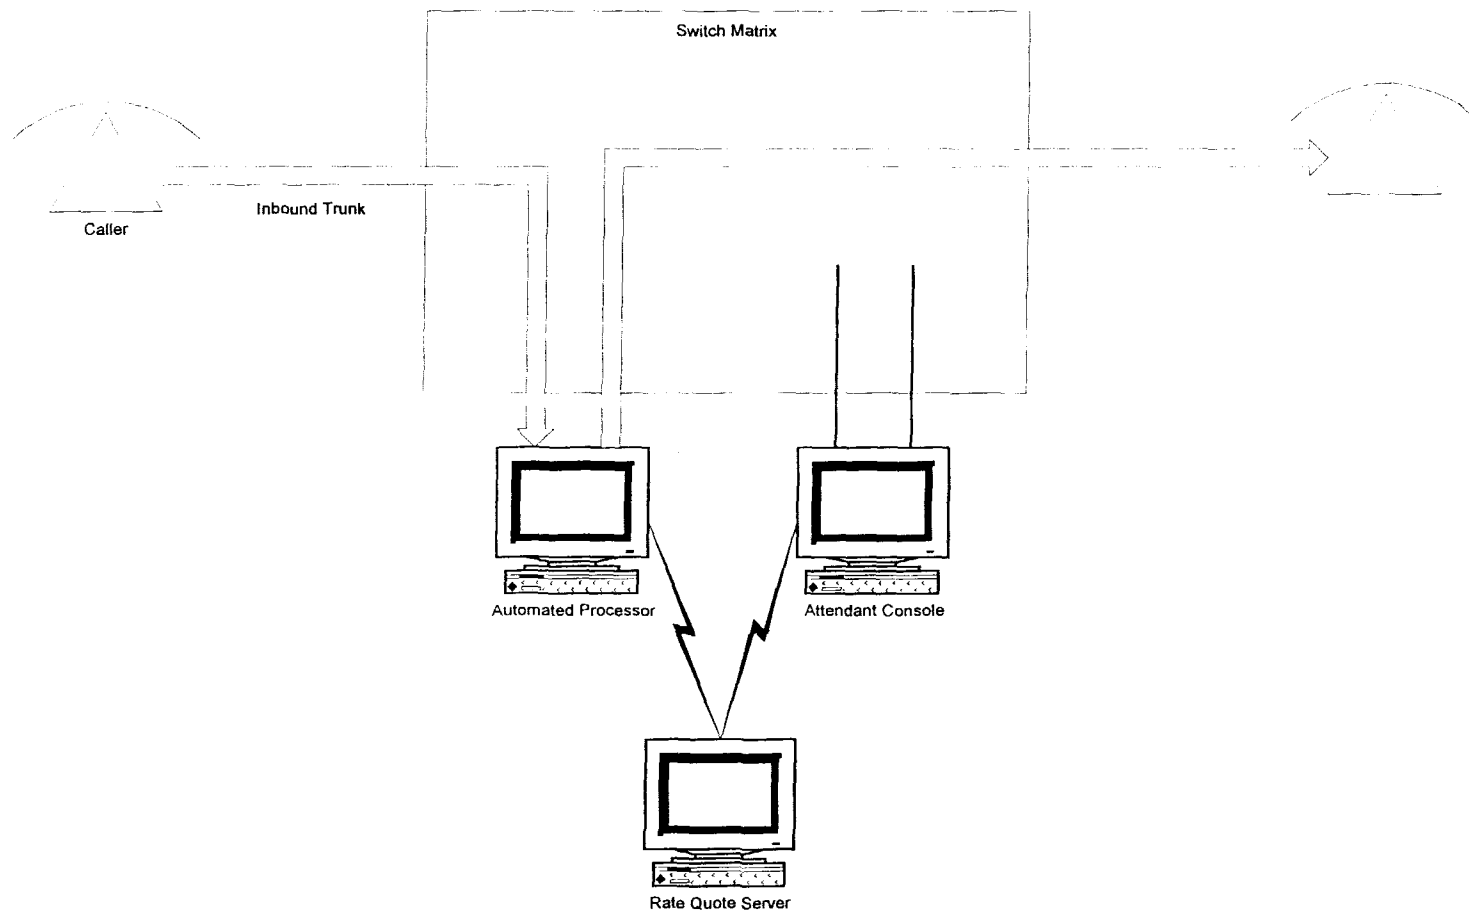 Switch Matrix
Inbound Trunk
Caller
Automated Processor
Attendant Console
Rate Quote Server